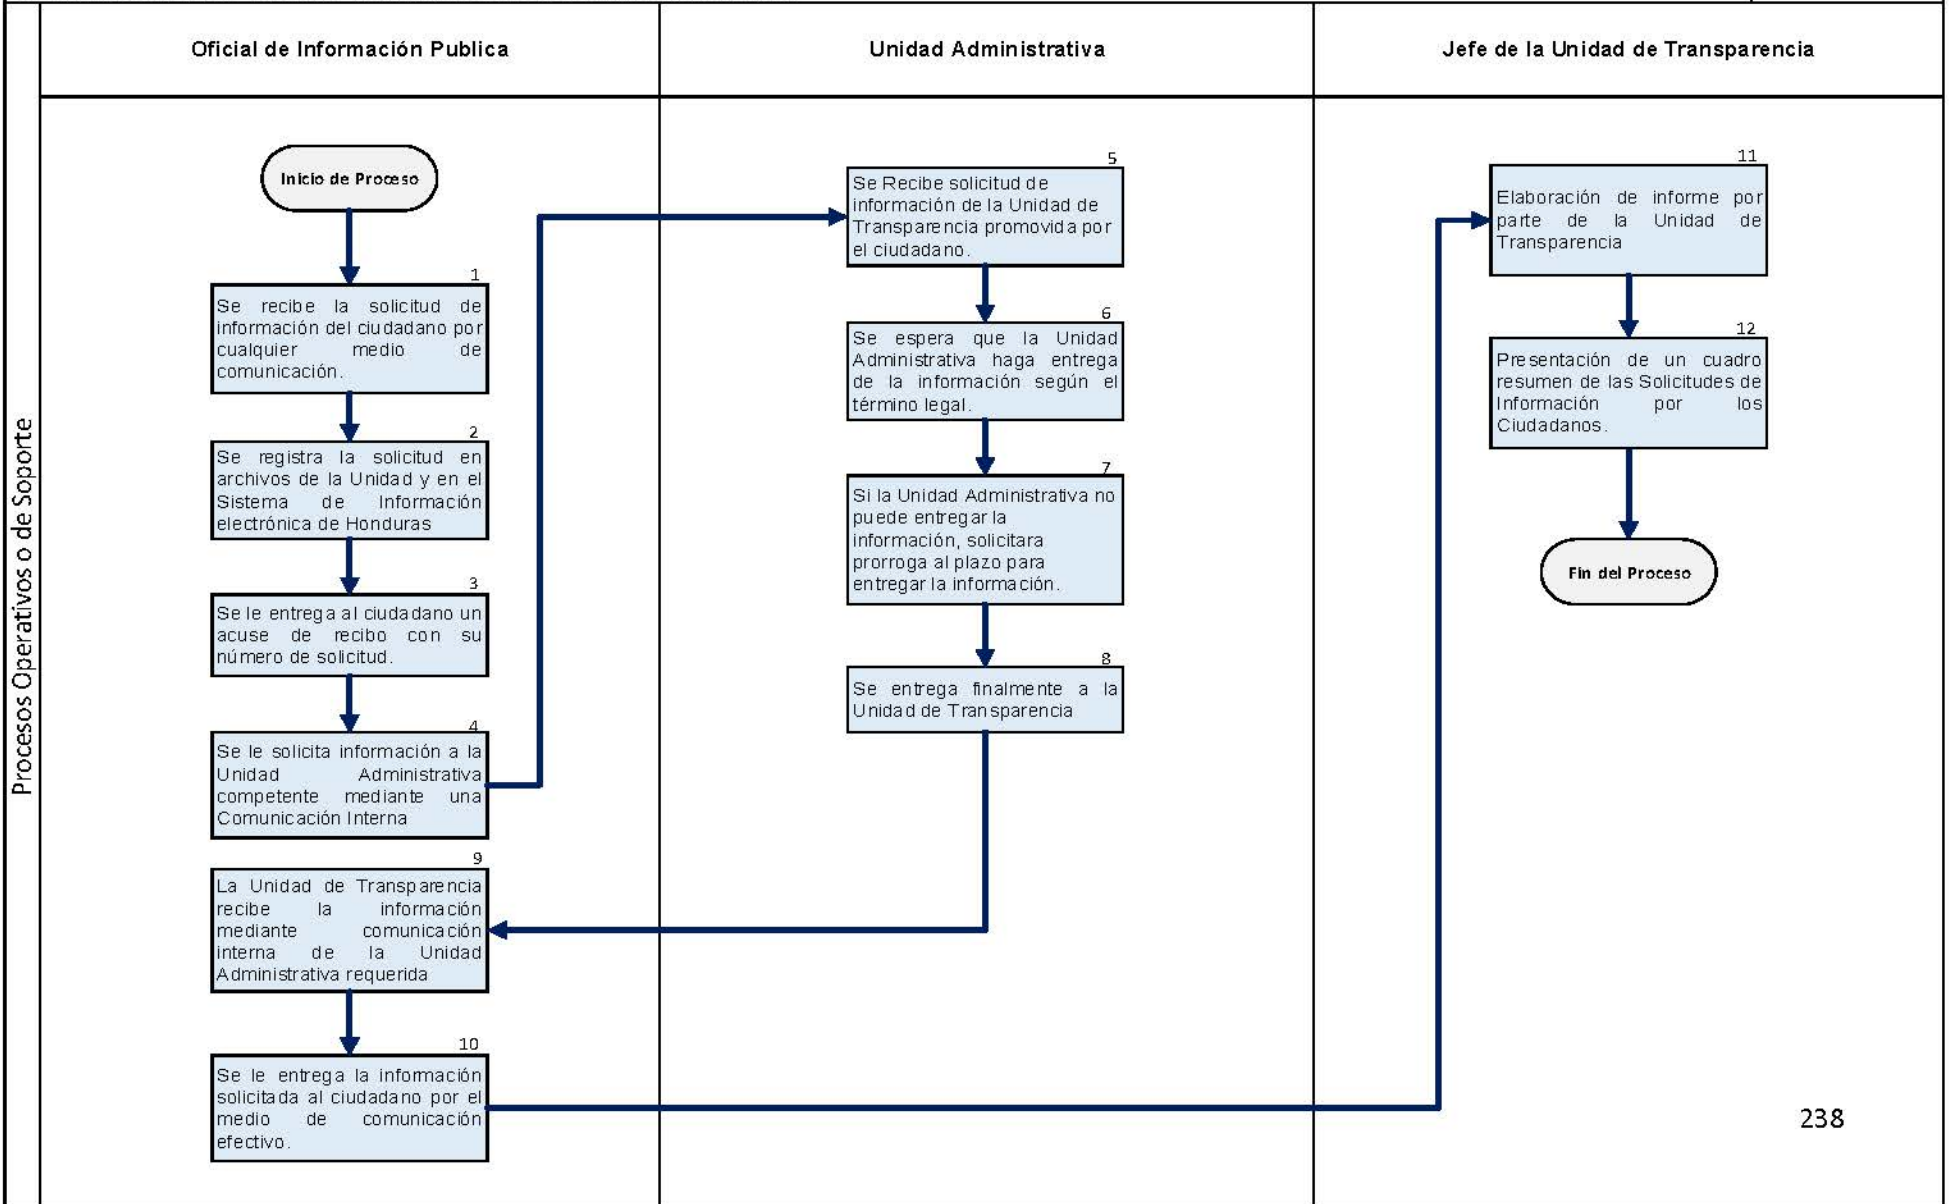 Oficial de Información Publica
Unidad Administrativa
Jefe de la Unidad de Transparencia
Procesos Operativos o de Soporte
Inicio de Proceso
1
Se recibe la solicitud de
información del ciudadano por
cualquier medio de
comunicación.
2
Se registra la solicitud en
archivos de la Unidad y en el
Sistema de Información
electrónica de Honduras
3
Se le entrega al ciudadano un
acuse de recibo con su
número de solicitud.
4
Se le solicita información a la
Unidad Administrativa
competente mediante una
Comunicación Interna
5
Se Recibe solicitud de
información de la Unidad de
Transparencia promovida por
el ciudadano.
6
Se espera que la Unidad
Administrativa haga entrega
de la información según el
término legal.
7
Si la Unidad Administrativa no
puede entregar la
información, solicitara
prorroga al plazo para
entregar la información.
8
Se entrega finalmente a la
Unidad de Transparencia
9
La Unidad de Transparencia
recibe la información
mediante comunicación
interna de la Unidad
Administrativa requerida
10
Se le entrega la información
solicitada al ciudadano por el
medio de comunicación
efectivo.
11
Elaboración de informe por
parte de la Unidad de
Transparencia
12
Presentación de un cuadro
resumen de las Solicitudes de
Información por los
Ciudadanos.
Fin del Proceso
238